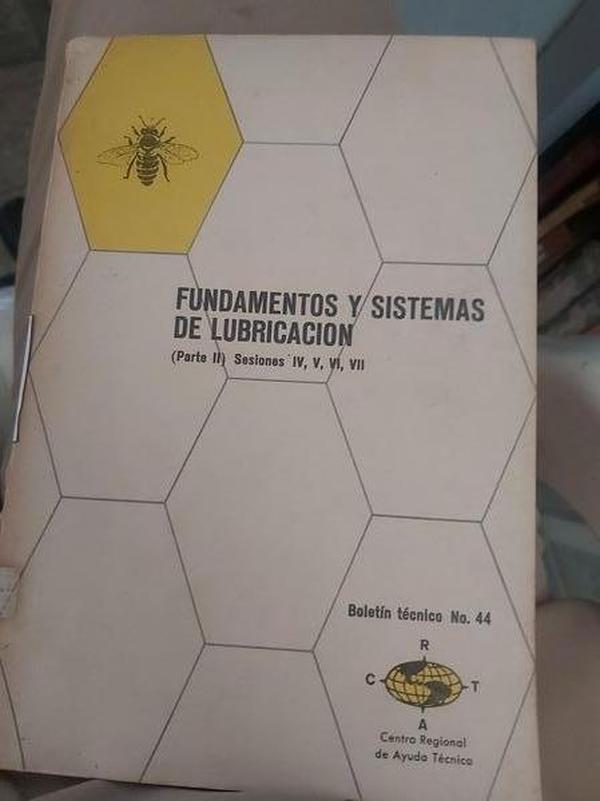 FUNDAMENTOS Y SISTEMAS
DE LUBRICACION
(Parte II) Sesiones IV, V, VI, VII
Boletín técnico No. 44
R
C T
A
Centro Regional
de Ayuda Técnica